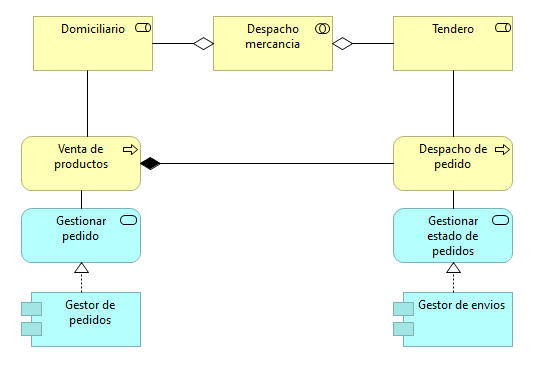 Domiciliario
Despacho
mercancia
Tendero
Venta de
productos
Despacho de
pedido
Gestionar
pedido
Gestionar
estado de
pedidos
Gestor de
pedidos
Gestor de envios